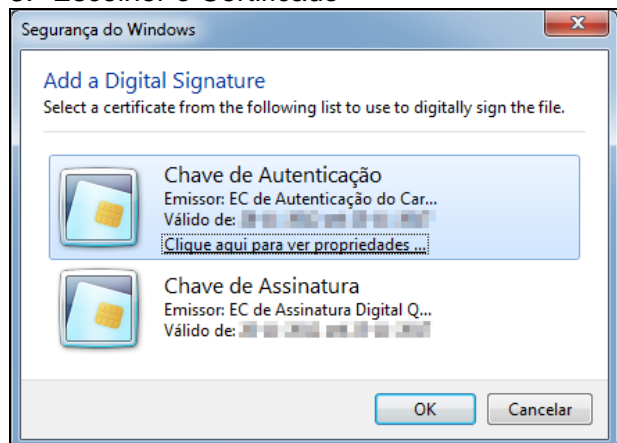 Escolher o Certificado
Segurança do Windows
Add a Digital Signature
Select a certificate from the following list to use to digitally sign the file.
Chave de Autenticação
Emissor: EC de Autenticação do Car...
Válido de:
Clique aqui para ver propriedades ...
Chave de Assinatura
Emissor: EC de Assinatura Digital Q...
Válido de:
OK
Cancelar